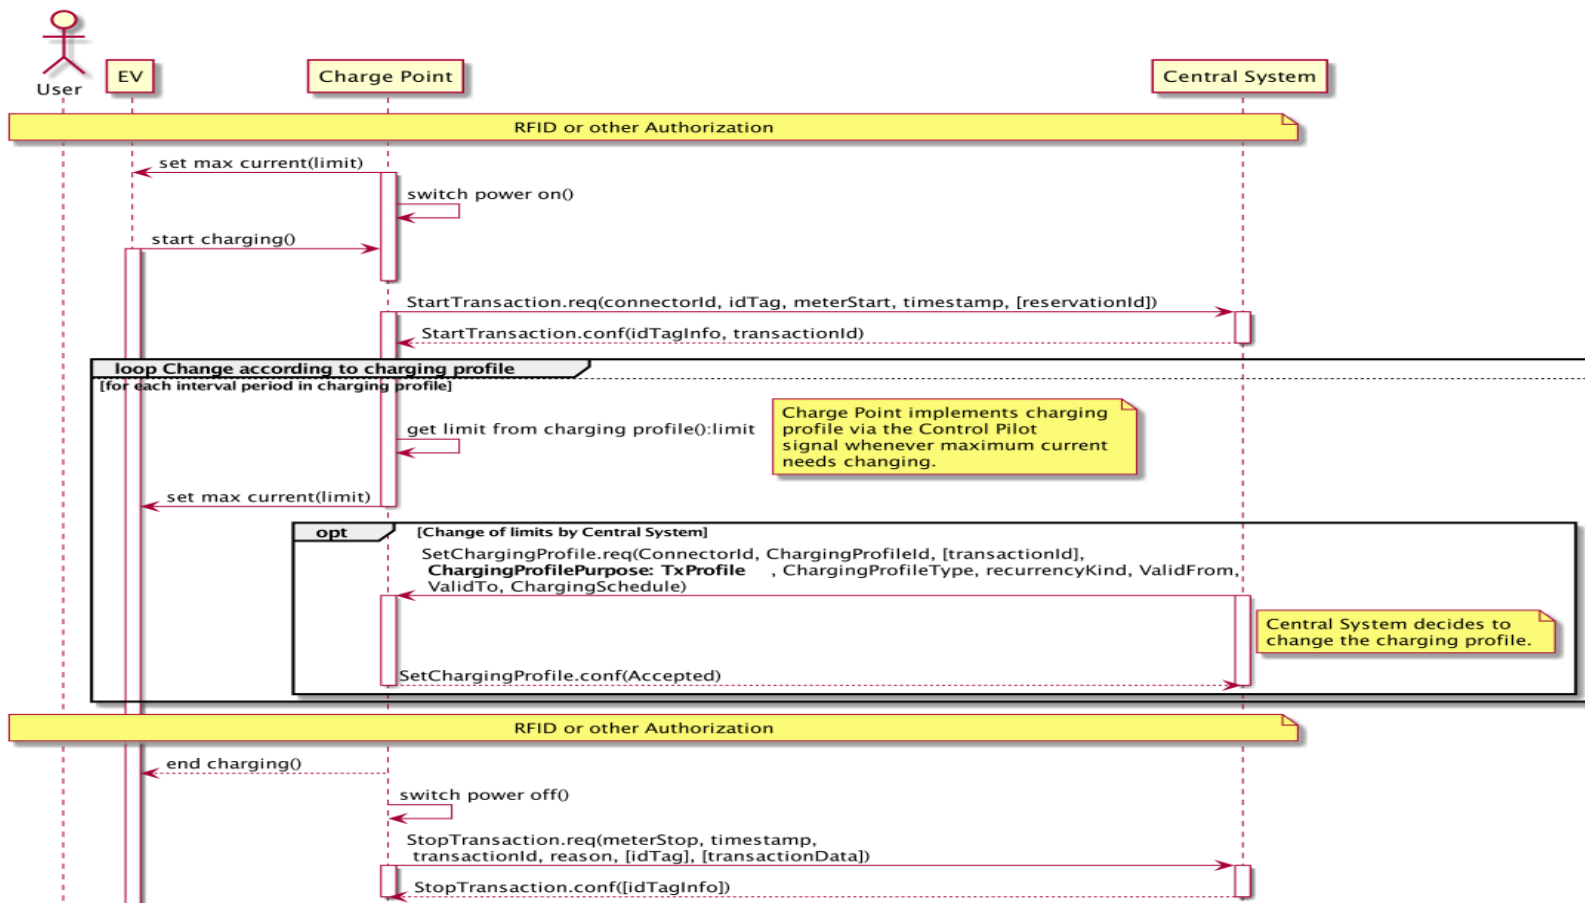 User
EV
Charge Point
Central System
RFID or other Authorization
set max current(limit)
switch power on()
start charging()
StartTransaction.req(connectorId, idTag, meterStart, timestamp, [reservationId])
StartTransaction.conf(idTagInfo, transactionId)
loop Change according to charging profile
[for each interval period in charging profile]
Charge Point implements charging
profile via the Control Pilot
signal whenever maximum current
needs changing.
get limit from charging profile():limit
set max current(limit)
opt
[Change of limits by Central System]
SetChargingProfile.req(ConnectorId, ChargingProfileId, [transactionId],
ChargingProfilePurpose: TxProfile , ChargingProfileType, recurrencyKind, ValidFrom,
ValidTo, ChargingSchedule)
Central System decides to
change the charging profile.
SetChargingProfile.conf(Accepted)
RFID or other Authorization
end charging()
switch power off()
StopTransaction.req(meterStop, timestamp,
transactionId, reason, [idTag], [transactionData])
StopTransaction.conf([idTagInfo])